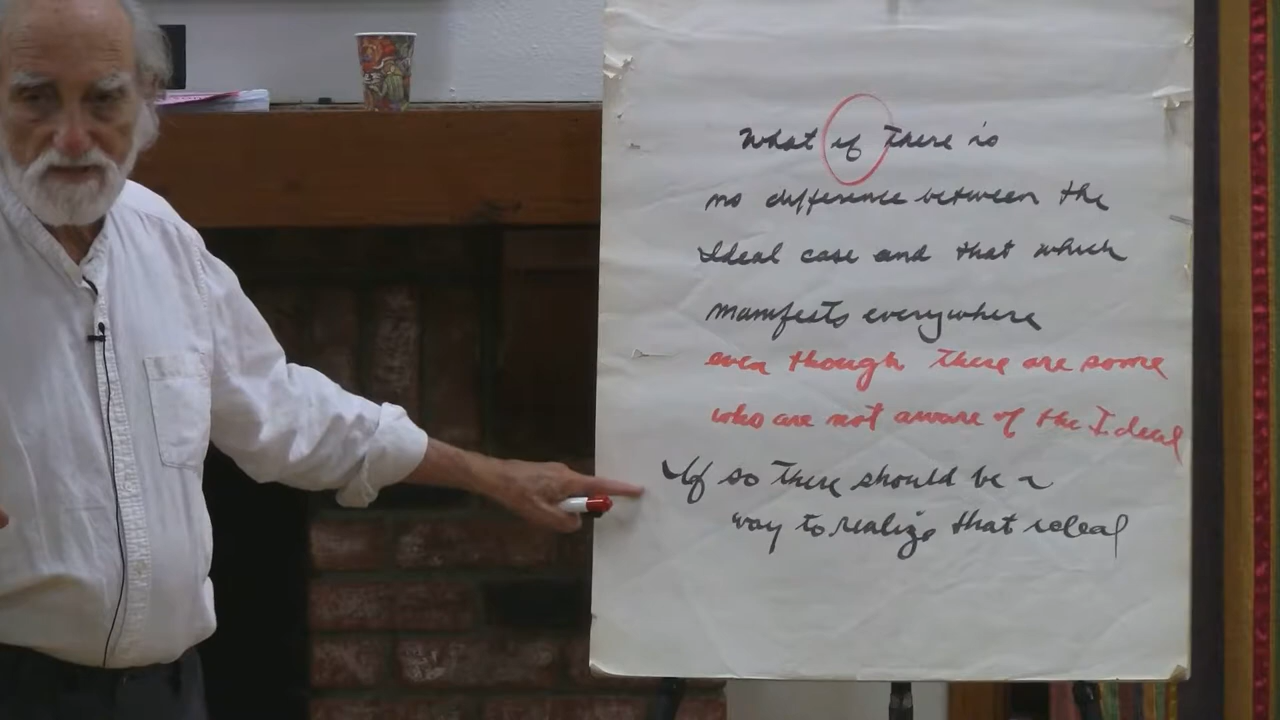 What if there is
no difference between the
Ideal case and that which
manifests everywhere
even though there are some
who are not aware of the Ideal
If so there should be a
way to realize that ideal